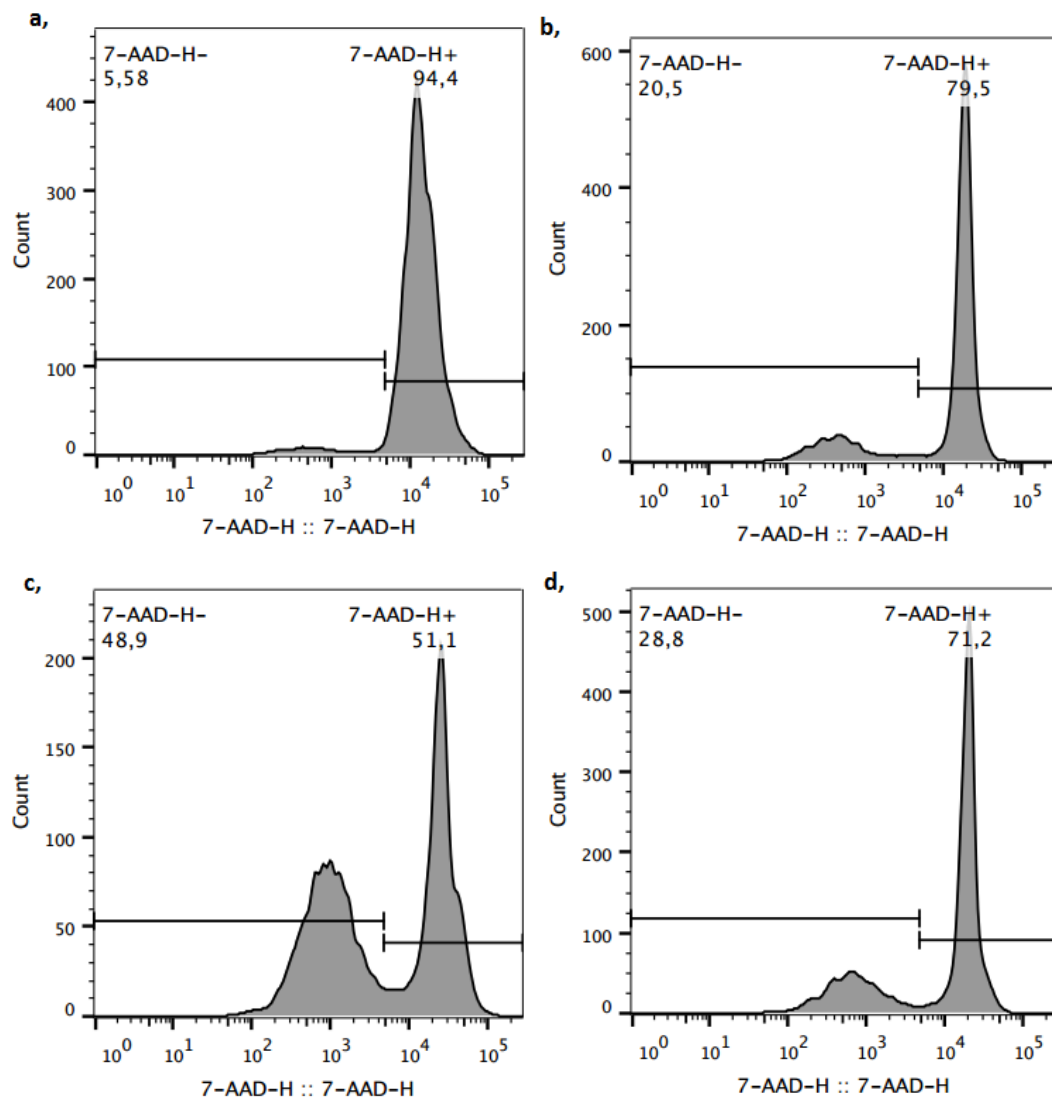 a,
7-AAD-H- 7-AAD-H+
5,58 94,4
400
300
200
100
0
Count
10^0 10^1 10^2 10^3 10^4 10^5
7-AAD-H :: 7-AAD-H
b,
7-AAD-H- 7-AAD-H+
20,5 79,5
600
400
200
0
Count
10^0 10^1 10^2 10^3 10^4 10^5
7-AAD-H :: 7-AAD-H
c,
7-AAD-H- 7-AAD-H+
48,9 51,1
200
150
100
50
0
Count
10^0 10^1 10^2 10^3 10^4 10^5
7-AAD-H :: 7-AAD-H
d,
7-AAD-H- 7-AAD-H+
28,8 71,2
500
400
300
200
100
0
Count
10^0 10^1 10^2 10^3 10^4 10^5
7-AAD-H :: 7-AAD-H